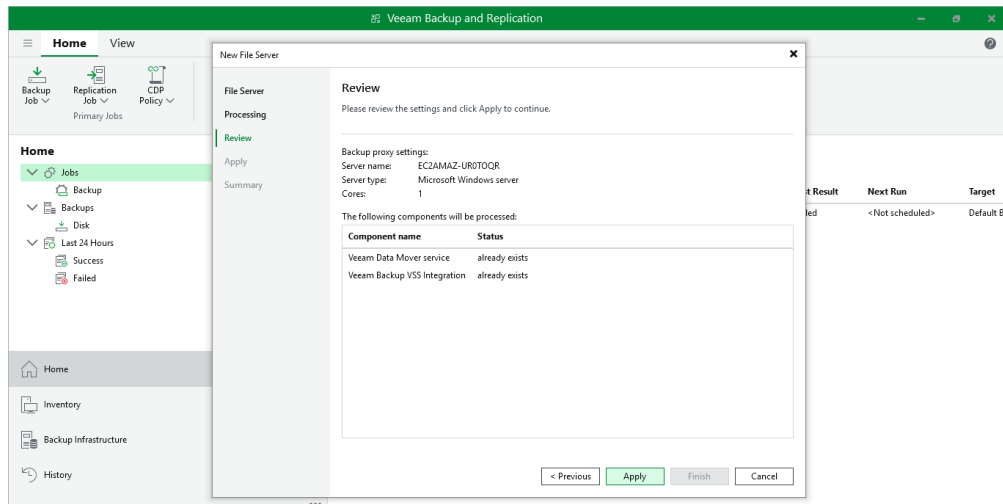 Veeam Backup and Replication
Home View
Backup Job
Replication Job
CDP Policy
Primary Jobs
Home
Jobs
Backup
Backups
Disk
Last 24 Hours
Success
Failed
Home
Inventory
Backup Infrastructure
History
New File Server
File Server
Processing
Review
Apply
Summary
Review
Please review the settings and click Apply to continue.
Backup proxy settings:
Server name: EC2AMAZ-UR0TOQR
Server type: Microsoft Windows server
Cores: 1
The following components will be processed:
Component name Status
Veeam Data Mover service already exists
Veeam Backup VSS Integration already exists
< Previous Apply Finish Cancel
Result Next Run Target
<Not scheduled> Default